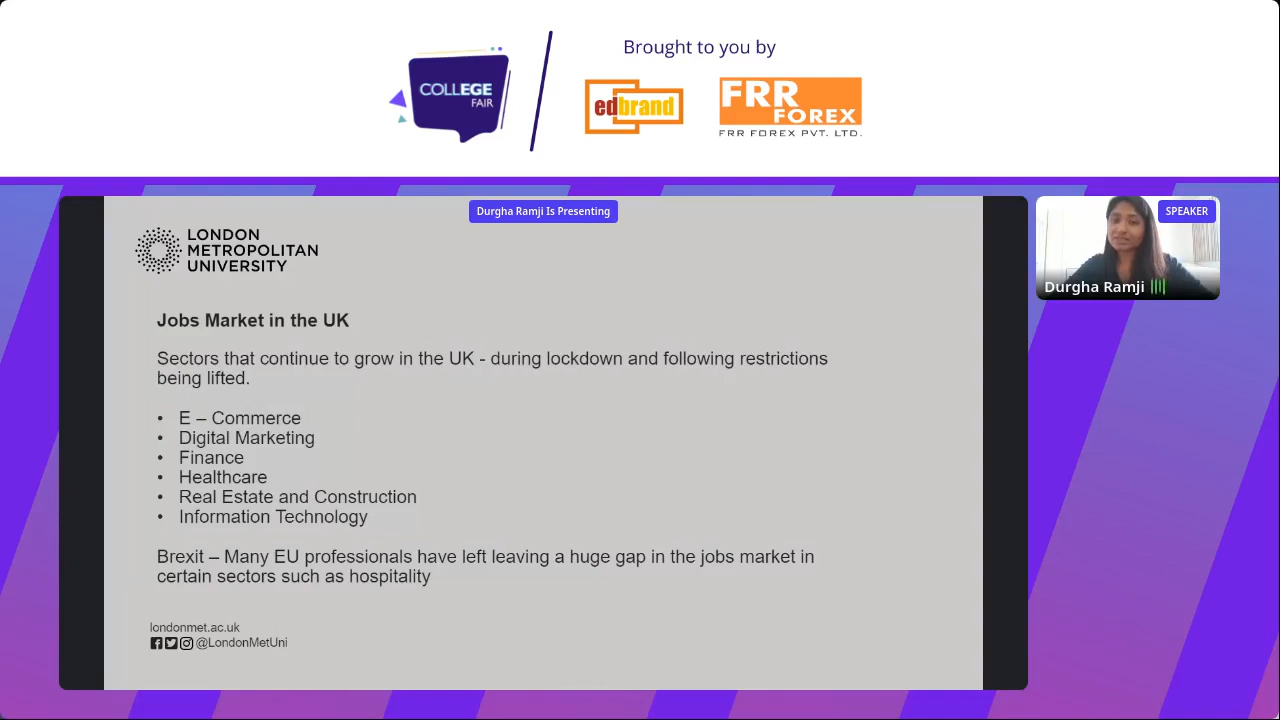 COLLEGE
FAIR
Brought to you by
edbrand
FRR
FOREX
FRR FOREX PVT. LTD.
Durgha Ramji Is Presenting
SPEAKER
Durgha Ramji
LONDON
METROPOLITAN
UNIVERSITY
Jobs Market in the UK
Sectors that continue to grow in the UK - during lockdown and following restrictions
being lifted.
• E – Commerce
• Digital Marketing
• Finance
• Healthcare
• Real Estate and Construction
• Information Technology
Brexit – Many EU professionals have left leaving a huge gap in the jobs market in
certain sectors such as hospitality
londonmet.ac.uk
@LondonMetUni